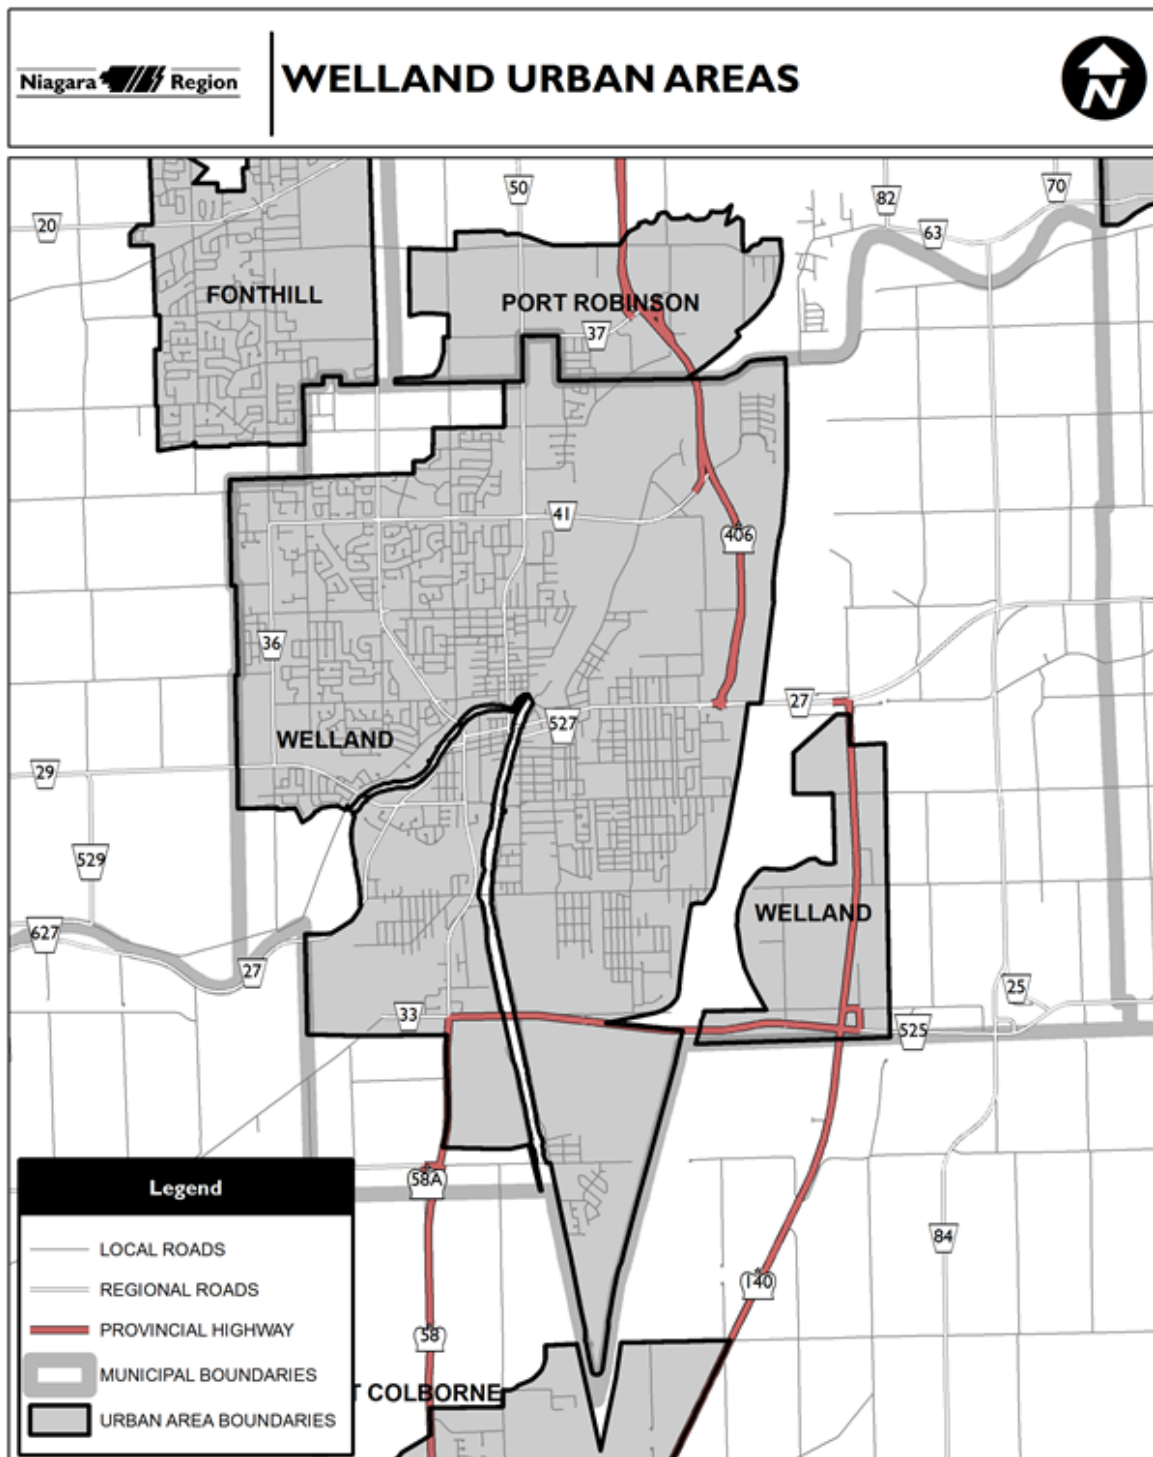 Niagara Region
WELLAND URBAN AREAS
N
50
82
70
20
63
FONTHILL
PORT ROBINSON
37
41
406
36
27
527
WELLAND
29
529
WELLAND
627
27
25
33
525
58A
84
140
58
T COLBORNE
Legend
LOCAL ROADS
REGIONAL ROADS
PROVINCIAL HIGHWAY
MUNICIPAL BOUNDARIES
URBAN AREA BOUNDARIES